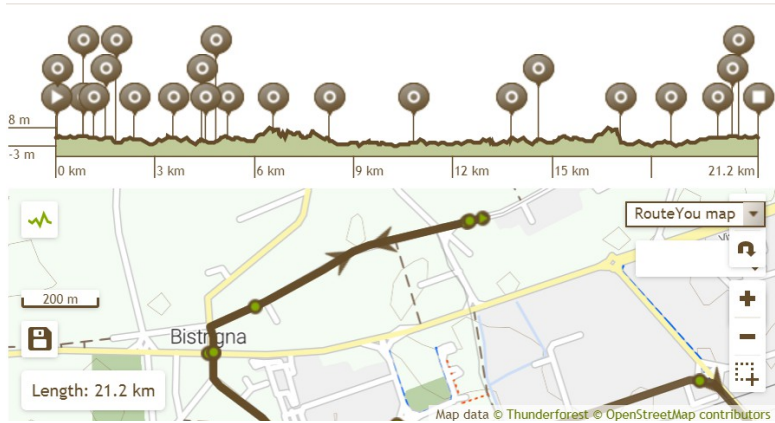 8 m
-3 m
0 km
3 km
6 km
9 km
12 km
15 km
21.2 km
RouteYou map
200 m
Bistrigna
Length: 21.2 km
Map data © Thunderforest © OpenStreetMap contributors